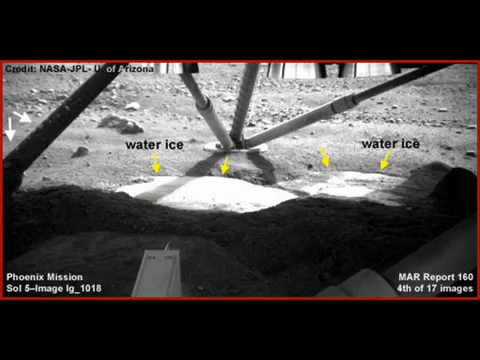 Credit: NASA-JPL- U of Arizona
water ice
water ice
Phoenix Mission
Sol 5–Image lg_1018
MAR Report 160
4th of 17 images